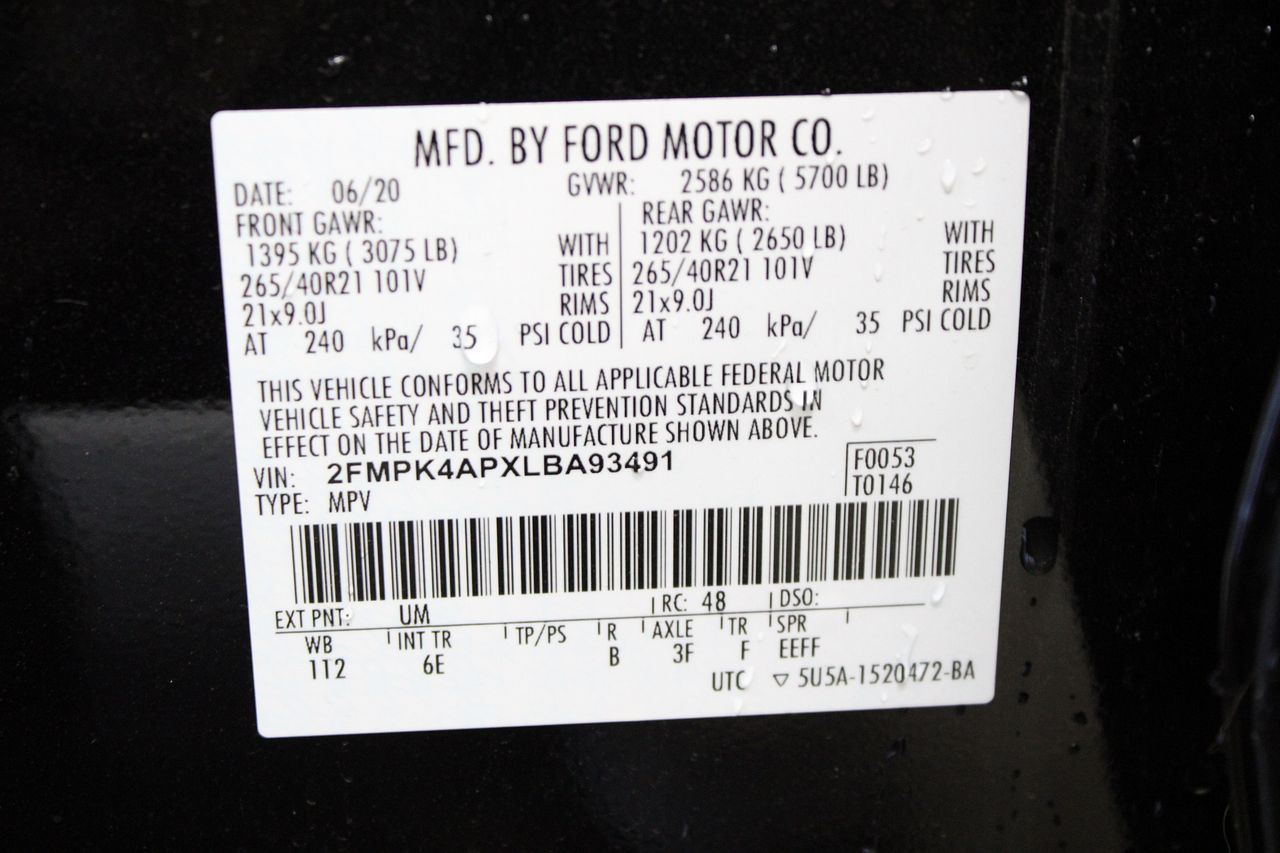 MFD. BY FORD MOTOR CO.
DATE: 06/20 GVWR: 2586 KG ( 5700 LB)
FRONT GAWR: REAR GAWR:
1395 KG ( 3075 LB) WITH 1202 KG ( 2650 LB) WITH
265/40R21 101V TIRES 265/40R21 101V TIRES
21x9.0J RIMS 21x9.0J RIMS
AT 240 kPa/ 35 PSI COLD AT 240 kPa/ 35 PSI COLD
THIS VEHICLE CONFORMS TO ALL APPLICABLE FEDERAL MOTOR
VEHICLE SAFETY AND THEFT PREVENTION STANDARDS IN
EFFECT ON THE DATE OF MANUFACTURE SHOWN ABOVE.
VIN: 2FMPK4APXLBA93491 F0053
TYPE: MPV T0146
EXT PNT: UM RC: 48 DSO:
WB INT TR TP/PS R AXLE TR SPR
112 6E B 3F F EEFF
UTC ▽ 5U5A-1520472-BA